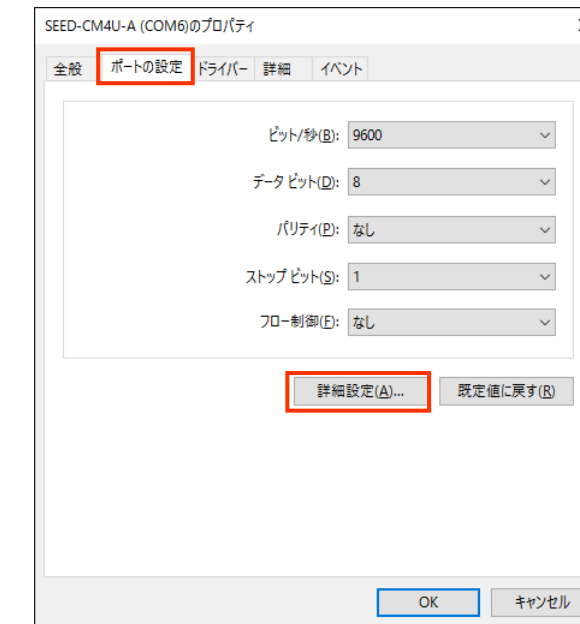 SEED-CM4U-A (COM6)のプロパティ
全般 ポートの設定 ドライバー 詳細 イベント
ビット/秒(B): 9600
データ ビット(D): 8
パリティ(P): なし
ストップ ビット(S): 1
フロー制御(F): なし
詳細設定(A)... 既定値に戻す(R)
OK キャンセル